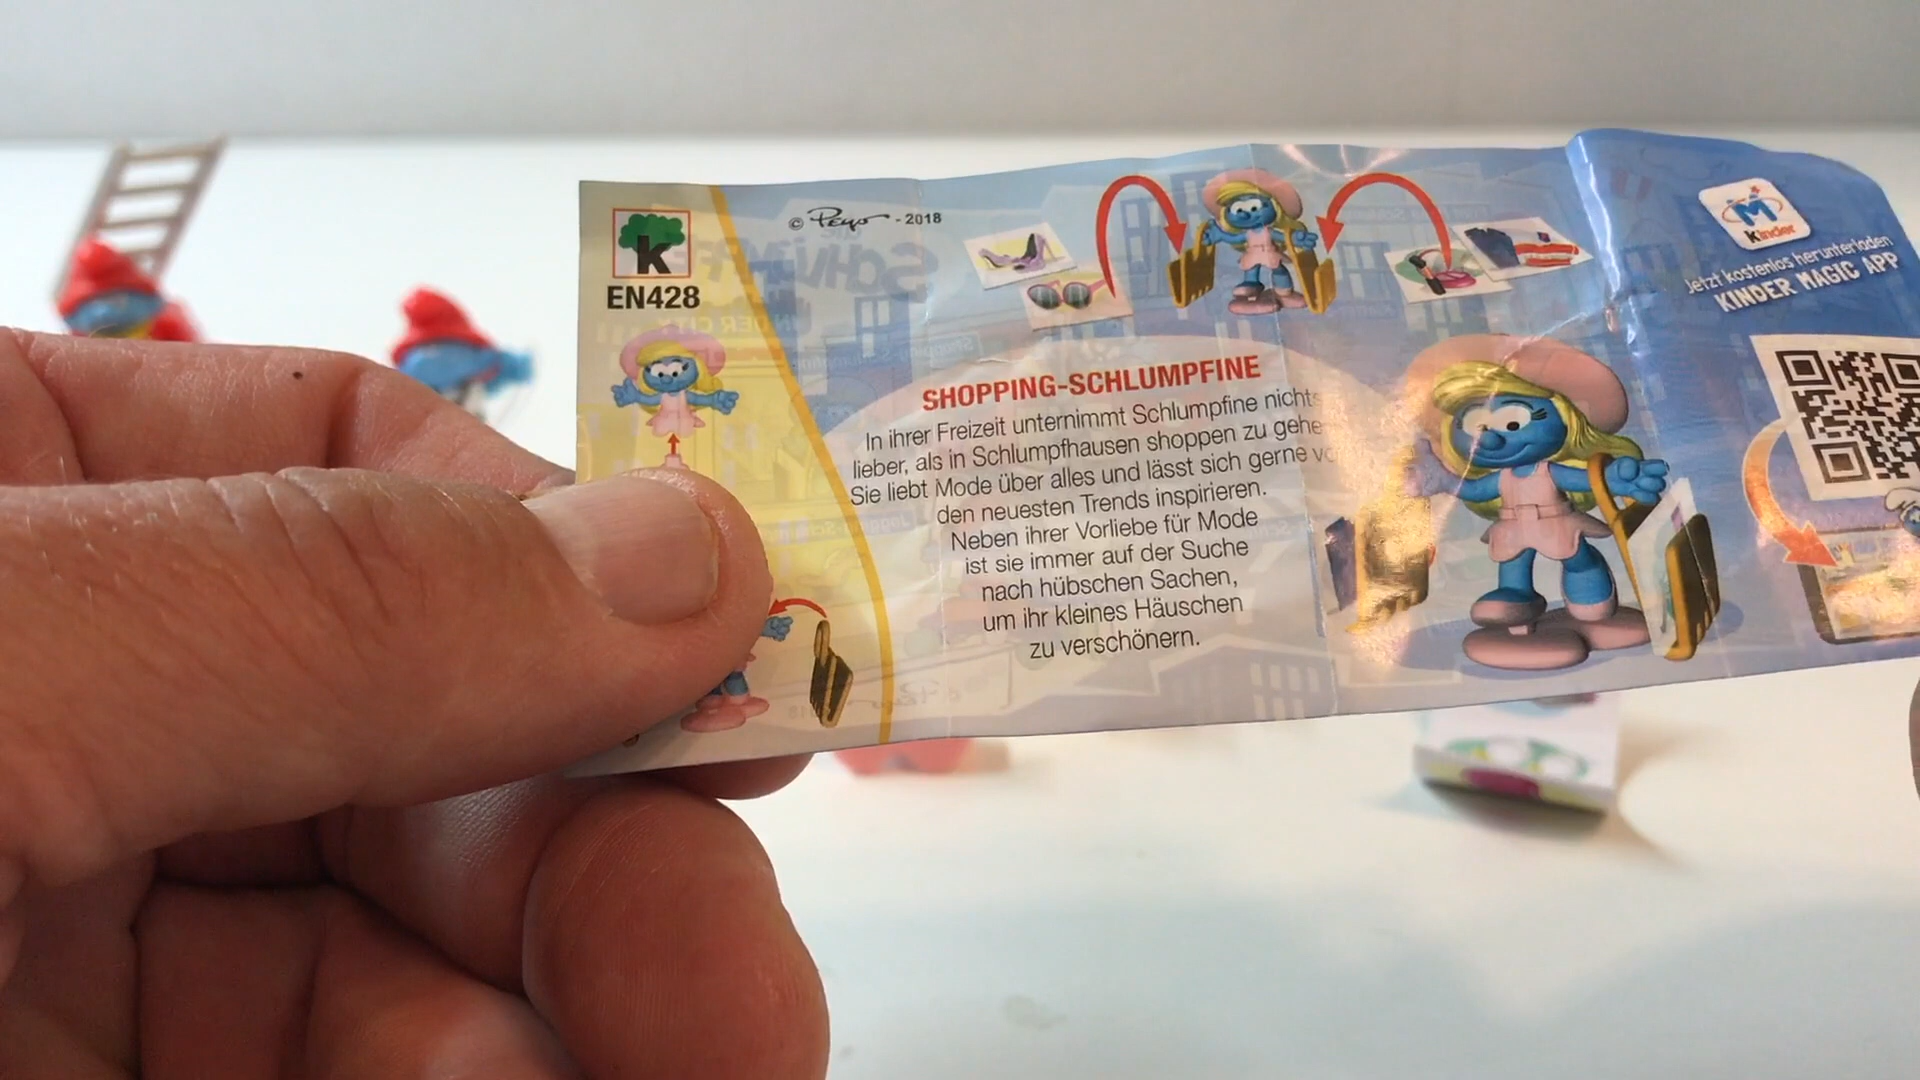 k
EN428
© Peyo - 2018
SHOPPING-SCHLUMPFINE
In ihrer Freizeit unternimmt Schlumpfine nichts
lieber, als in Schlumpfhausen shoppen zu gehe
Sie liebt Mode über alles und lässt sich gerne vo
den neuesten Trends inspirieren.
Neben ihrer Vorliebe für Mode
ist sie immer auf der Suche
nach hübschen Sachen,
um ihr kleines Häuschen
zu verschönern.
M
Kinder
Jetzt kostenlos herunterladen
KINDER MAGIC APP